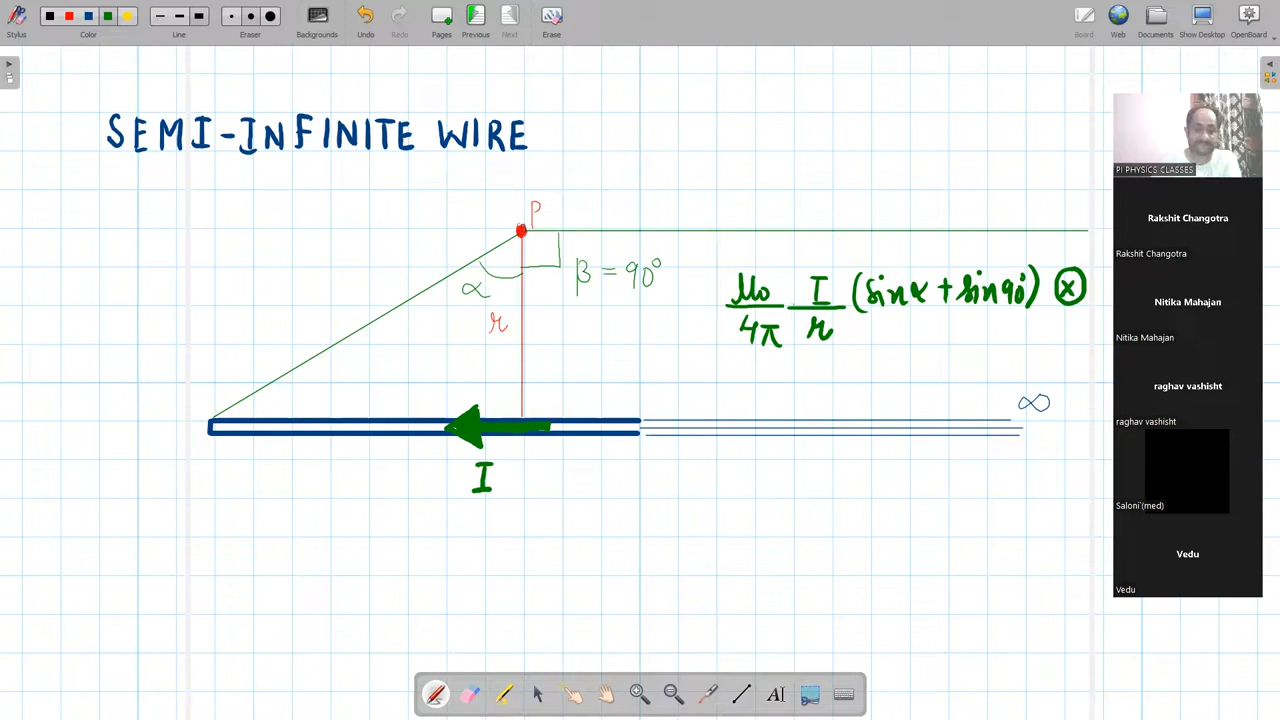 Stylus Color Line Eraser Backgrounds Undo Redo Pages Previous Next Erase Board Web Documents Show Desktop OpenBoard
SEMI-INFINITE WIRE
PI PHYSICS CLASSES
P
Rakshit Changotra
Rakshit Changotra
α
β = 90°
r
μ₀/4π I/r (sinα + sin90°) ⊗
Nitika Mahajan
Nitika Mahajan
raghav vashisht
raghav vashisht
∞
I
Saloni (med)
Vedu
Vedu
AI